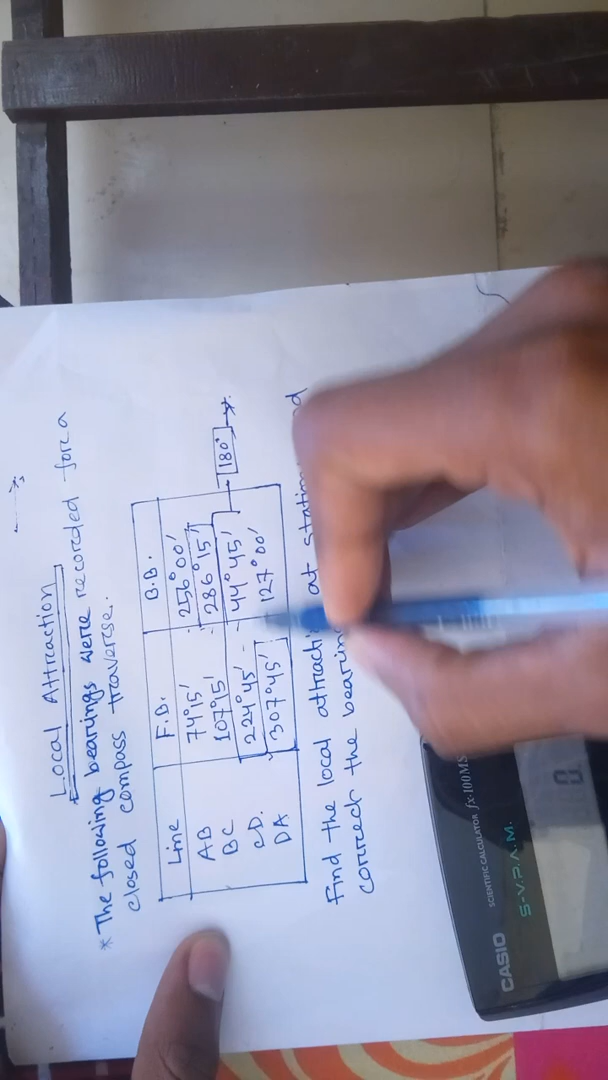 Local Attraction
* The following bearings were recorded for a
closed compass traverse.
Line F.B. B.B.
AB 74°15' 256°00'
BC 107°15' 286°15'
CD. 224°45' 44°45'
DA 307°45' 127°00'
180°
Find the local attracti at station
correct the bearin
CASIO SCIENTIFIC CALCULATOR fx-100MS
S-V.P.A.M.